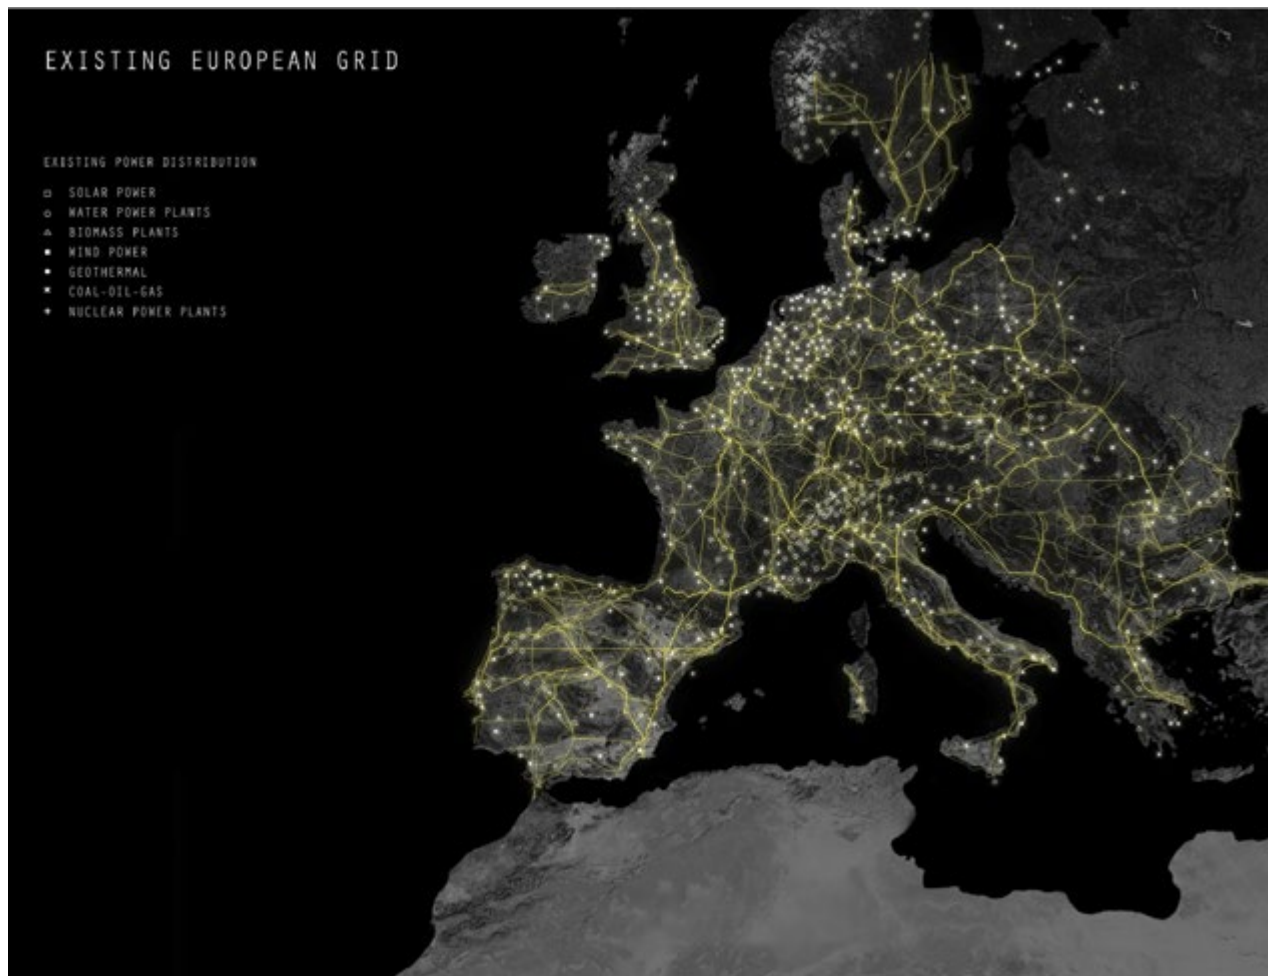 EXISTING EUROPEAN GRID
EXISTING POWER DISTRIBUTION
SOLAR POWER
WATER POWER PLANTS
BIOMASS PLANTS
WIND POWER
GEOTHERMAL
COAL-OIL-GAS
NUCLEAR POWER PLANTS